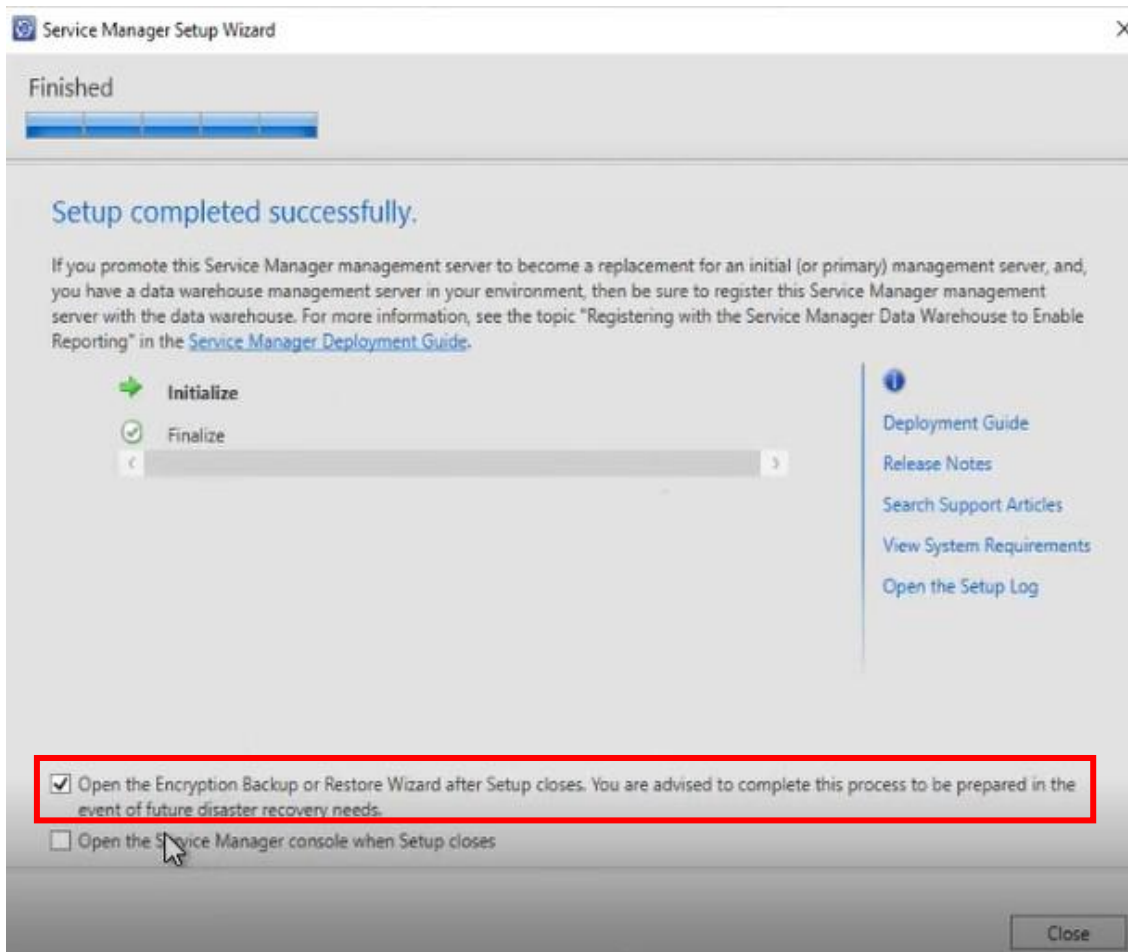 Service Manager Setup Wizard
Finished
Setup completed successfully.
If you promote this Service Manager management server to become a replacement for an initial (or primary) management server, and,
you have a data warehouse management server in your environment, then be sure to register this Service Manager management
server with the data warehouse. For more information, see the topic "Registering with the Service Manager Data Warehouse to Enable
Reporting" in the Service Manager Deployment Guide.
Initialize
Finalize
Deployment Guide
Release Notes
Search Support Articles
View System Requirements
Open the Setup Log
Open the Encryption Backup or Restore Wizard after Setup closes. You are advised to complete this process to be prepared in the
event of future disaster recovery needs.
Open the Service Manager console when Setup closes
Close